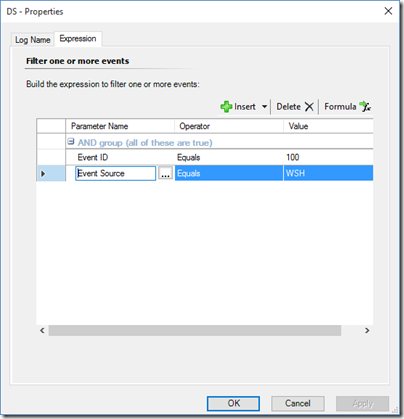 DS - Properties
Log Name Expression
Filter one or more events
Build the expression to filter one or more events:
Insert Delete Formula
Parameter Name Operator Value
AND group (all of these are true)
Event ID Equals 100
Event Source ... Equals WSH
OK Cancel Apply